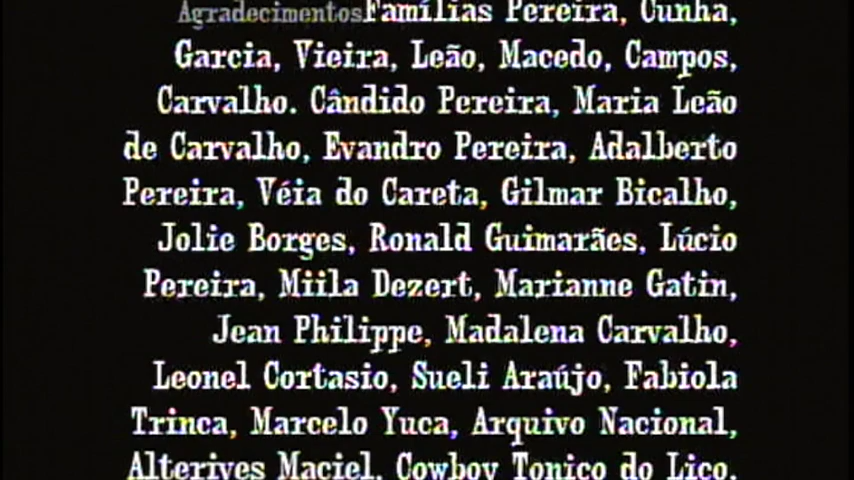 AgradecimentosFamílias Pereira, Cunha,
Garcia, Vieira, Leão, Macedo, Campos,
Carvalho. Cândido Pereira, Maria Leão
de Carvalho, Evandro Pereira, Adalberto
Pereira, Véia do Careta, Gilmar Bicalho,
Jolie Borges, Ronald Guimarães, Lúcio
Pereira, Miila Dezert, Marianne Gatin,
Jean Philippe, Madalena Carvalho,
Leonel Cortasio, Sueli Araújo, Fabiola
Trinca, Marcelo Yuca, Arquivo Nacional,
Alterives Maciel, Cowboy Tonico do Lico,